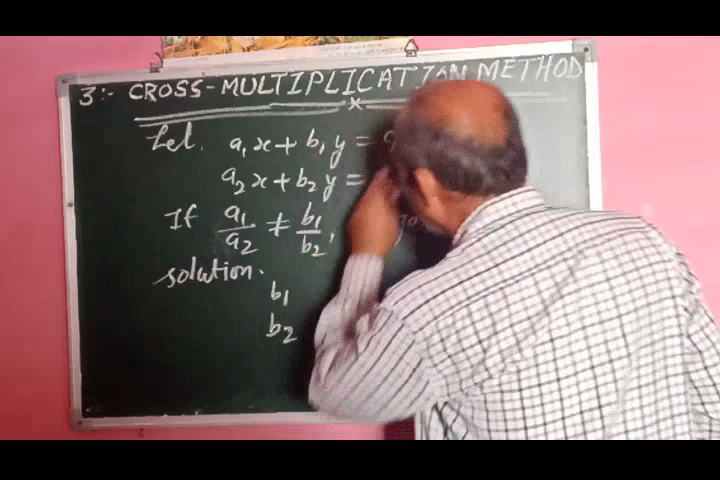 3:- CROSS-MULTIPLICATION METHOD
x
Let. a₁x + b₁y =
a₂x + b₂y =
If a₁/a₂ ≠ b₁/b₂,
solution.
b₁
b₂